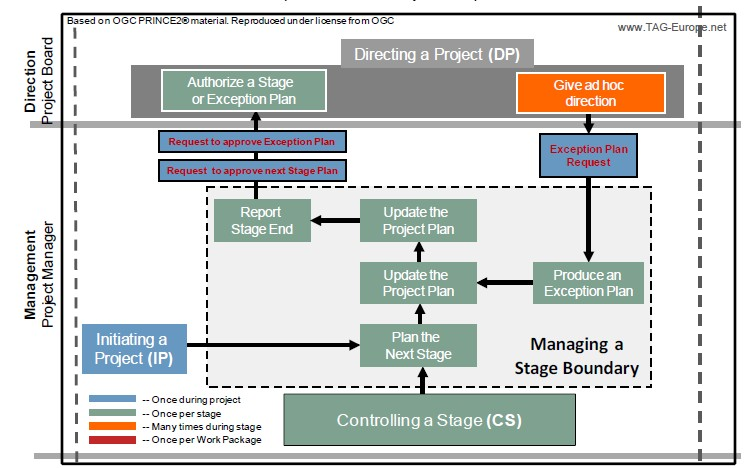 Based on OGC PRINCE2® material. Reproduced under license from OGC
www.TAG-Europe.net
Direction
Project Board
Directing a Project (DP)
Authorize a Stage
or Exception Plan
Give ad hoc
direction
Request to approve Exception Plan
Request to approve next Stage Plan
Exception Plan
Request
Management
Project Manager
Report
Stage End
Update the
Project Plan
Update the
Project Plan
Produce an
Exception Plan
Initiating a
Project (IP)
Plan the
Next Stage
Managing a
Stage Boundary
Controlling a Stage (CS)
-- Once during project
-- Once per stage
-- Many times during stage
-- Once per Work Package